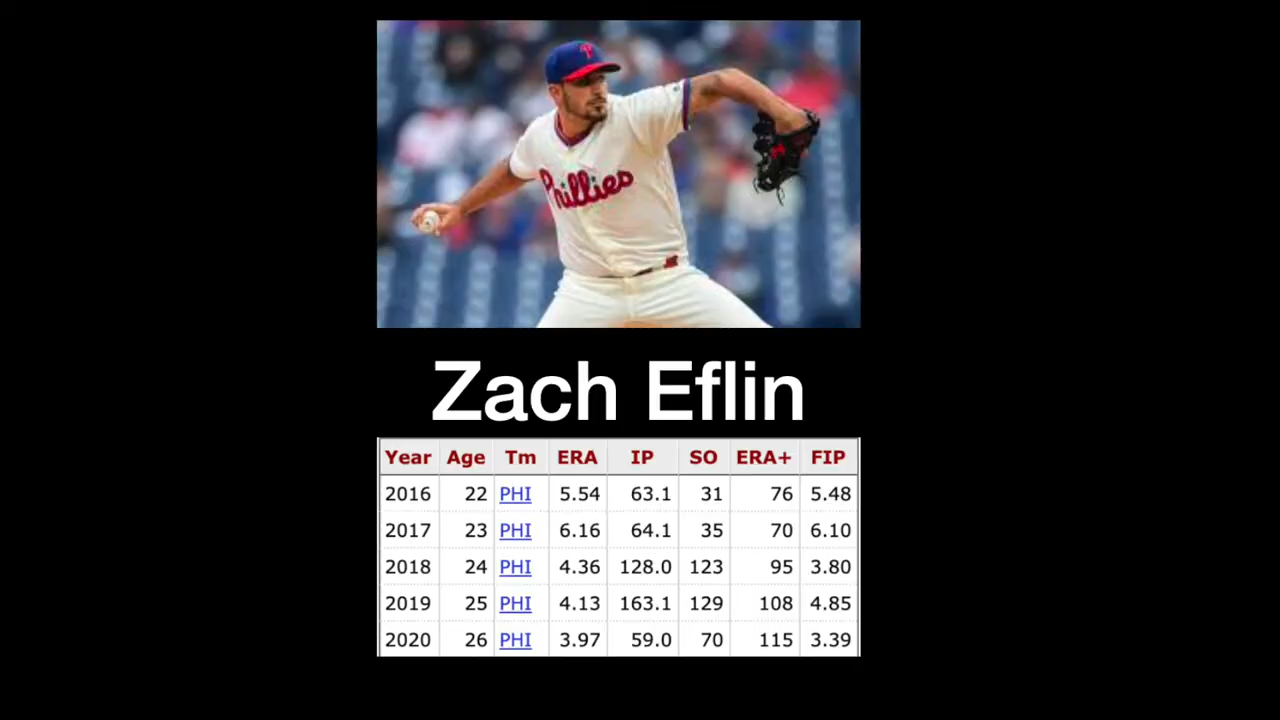 Phillies
Zach Eflin
Year Age Tm ERA IP SO ERA+ FIP
2016 22 PHI 5.54 63.1 31 76 5.48
2017 23 PHI 6.16 64.1 35 70 6.10
2018 24 PHI 4.36 128.0 123 95 3.80
2019 25 PHI 4.13 163.1 129 108 4.85
2020 26 PHI 3.97 59.0 70 115 3.39